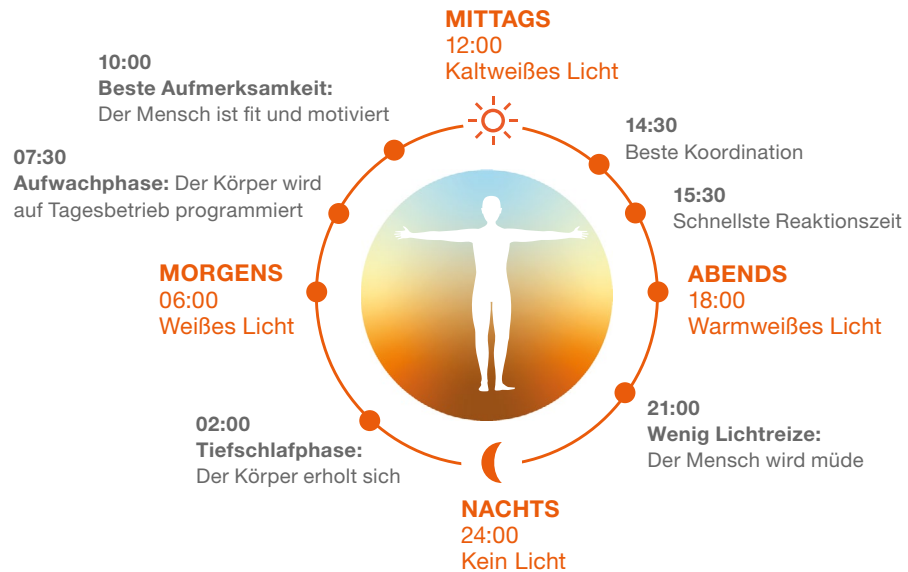 MITTAGS
12:00
Kaltweißes Licht
10:00
Beste Aufmerksamkeit:
Der Mensch ist fit und motiviert
14:30
Beste Koordination
07:30
Aufwachphase: Der Körper wird
auf Tagesbetrieb programmiert
15:30
Schnellste Reaktionszeit
MORGENS
06:00
Weißes Licht
ABENDS
18:00
Warmweißes Licht
02:00
Tiefschlafphase:
Der Körper erholt sich
21:00
Wenig Lichtreize:
Der Mensch wird müde
NACHTS
24:00
Kein Licht